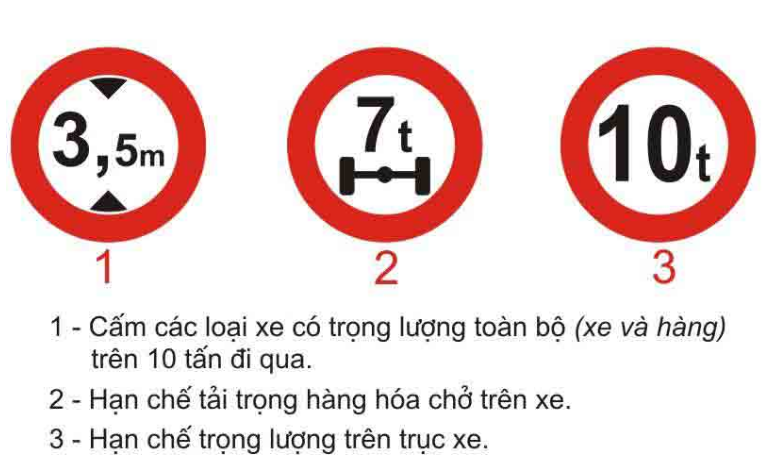 3,5m
7t
10t
1
2
3
1 - Cấm các loại xe có trọng lượng toàn bộ (xe và hàng)
trên 10 tấn đi qua.
2 - Hạn chế tải trọng hàng hóa chở trên xe.
3 - Hạn chế trọng lượng trên trục xe.